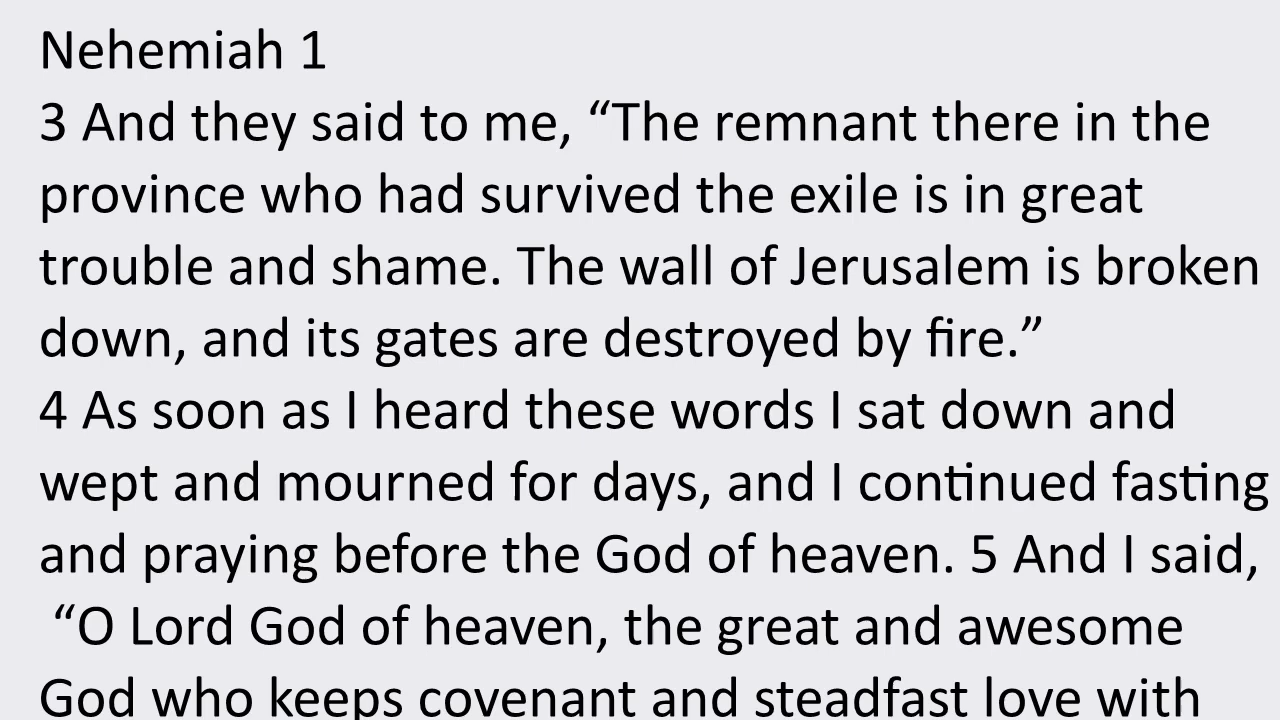 Nehemiah 1
3 And they said to me, “The remnant there in the
province who had survived the exile is in great
trouble and shame. The wall of Jerusalem is broken
down, and its gates are destroyed by fire.”
4 As soon as I heard these words I sat down and
wept and mourned for days, and I continued fasting
and praying before the God of heaven. 5 And I said,
“O Lord God of heaven, the great and awesome
God who keeps covenant and steadfast love with